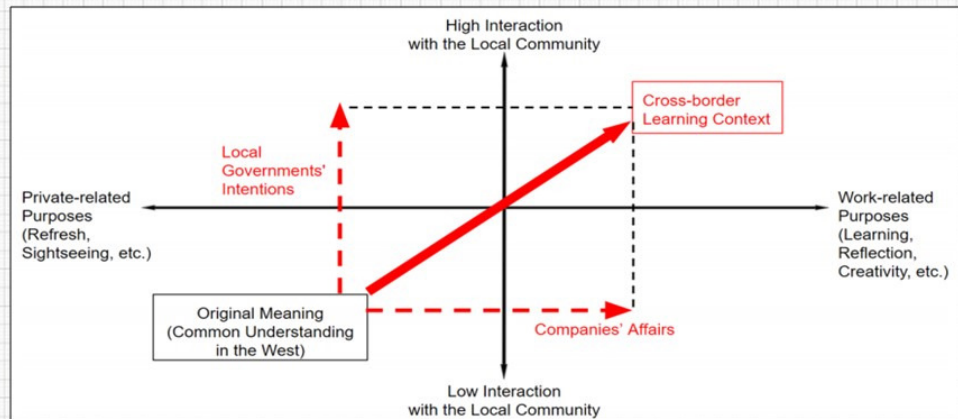 High Interaction
with the Local Community
Cross-border
Learning Context
Local
Governments'
Intentions
Private-related
Purposes
(Refresh,
Sightseeing, etc.)
Work-related
Purposes
(Learning,
Reflection,
Creativity, etc.)
Original Meaning
(Common Understanding
in the West)
Companies' Affairs
Low Interaction
with the Local Community